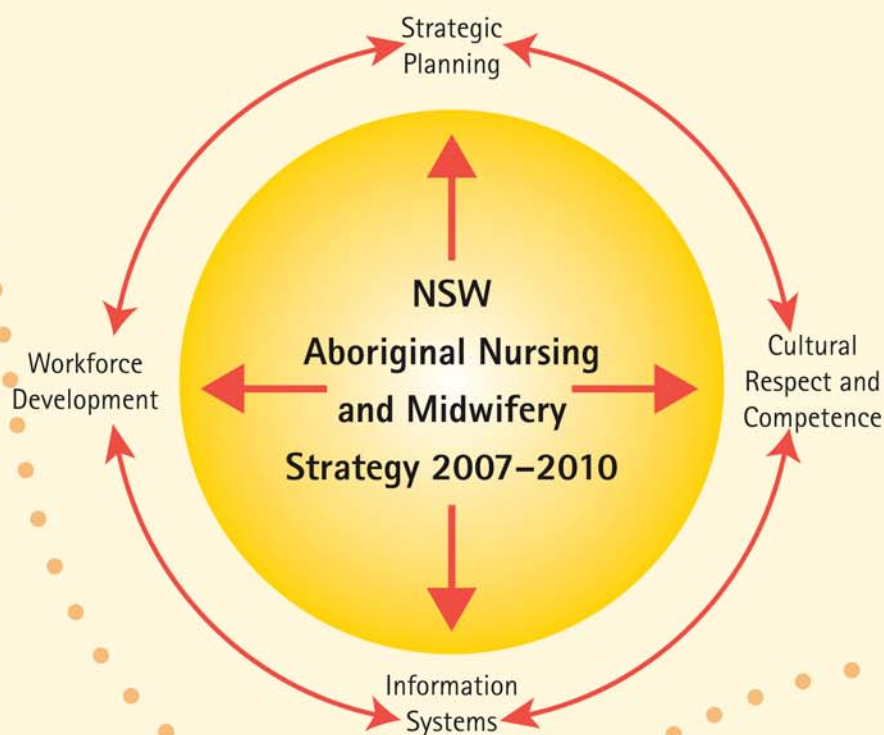 Strategic
Planning
NSW
Aboriginal Nursing
and Midwifery
Strategy 2007–2010
Workforce
Development
Cultural
Respect and
Competence
Information
Systems